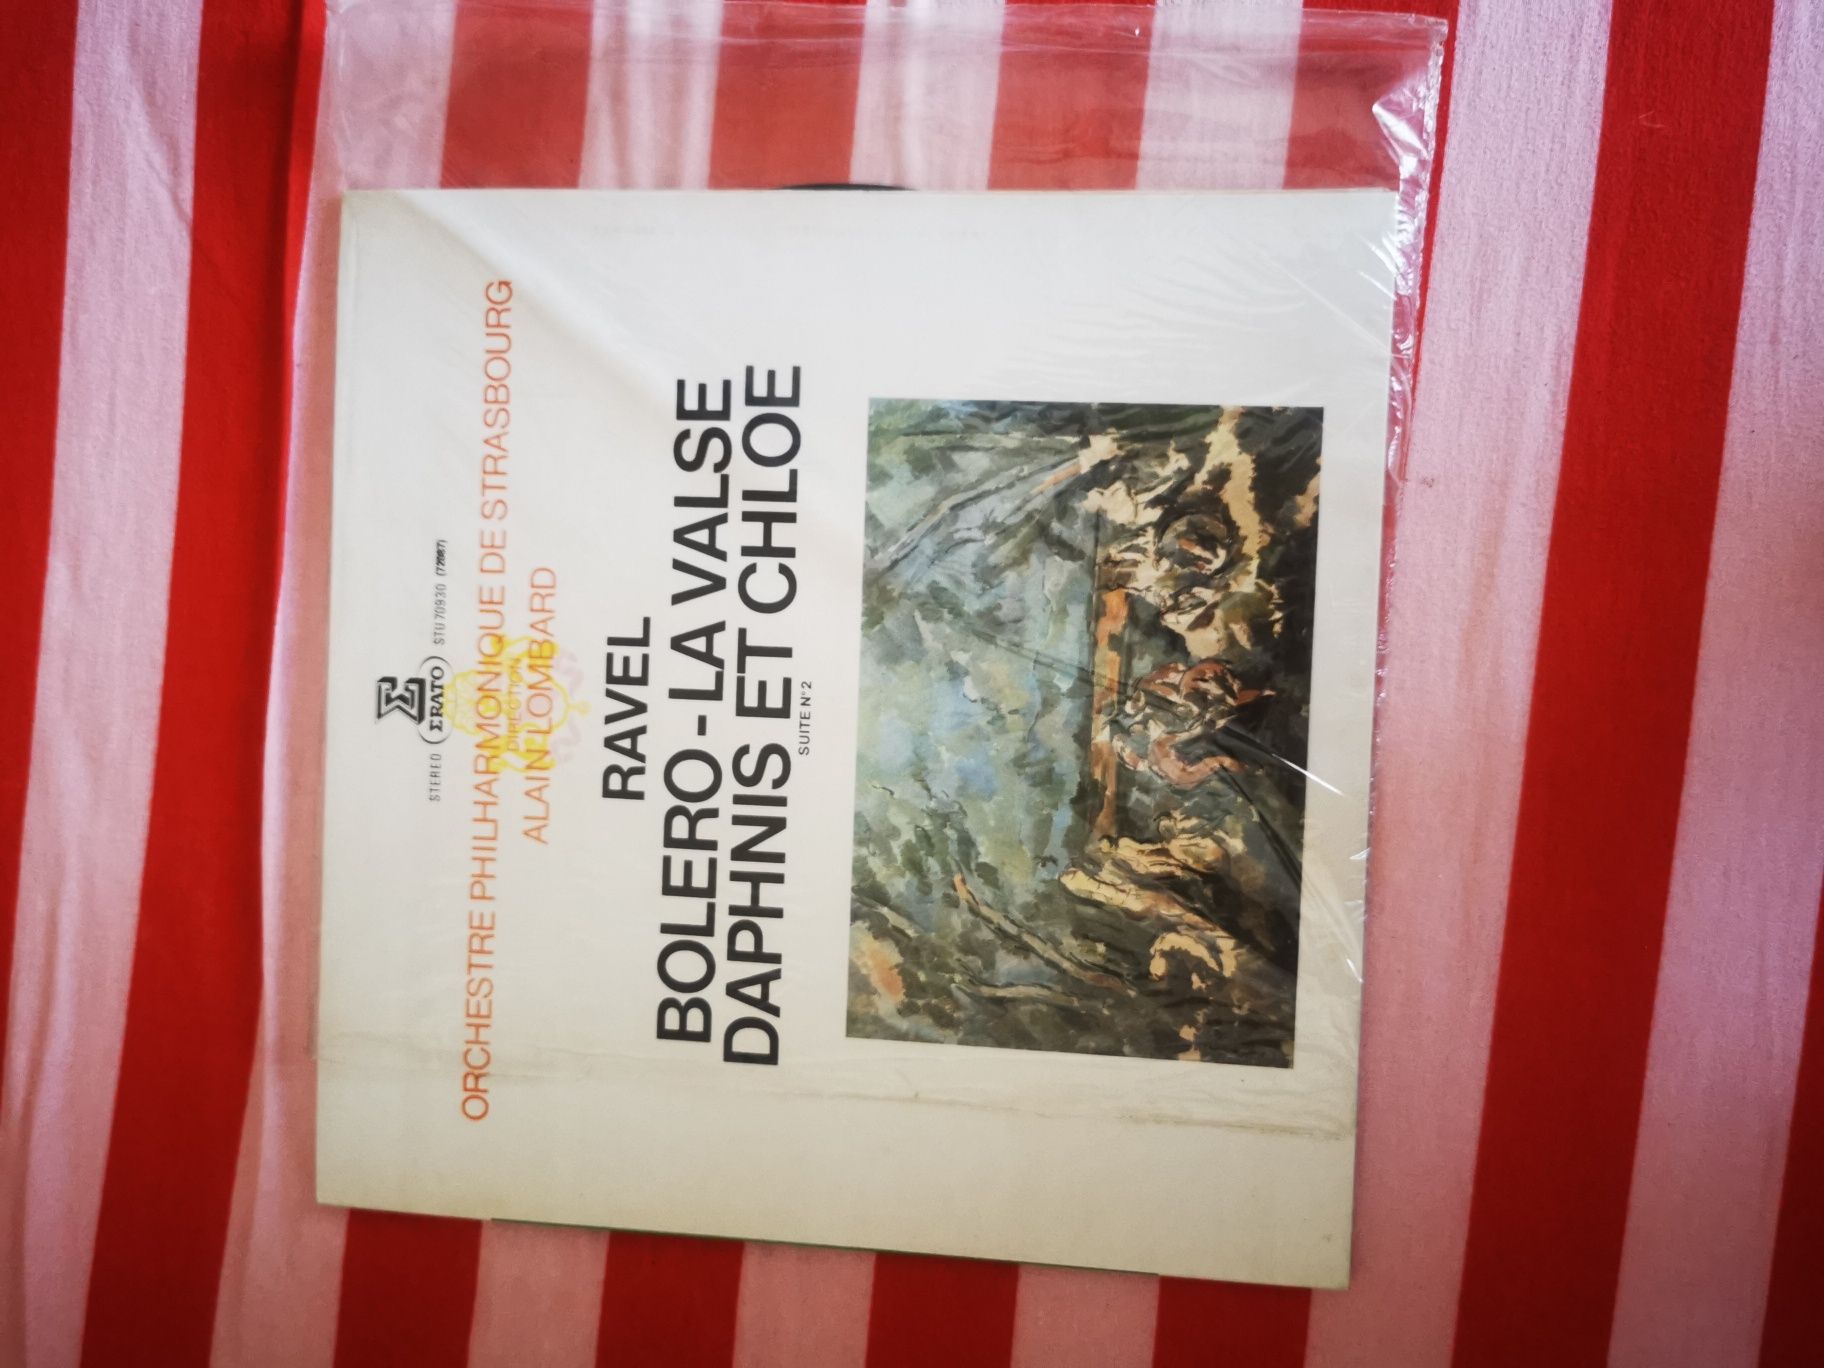 ΣRATO
STEREO STU 70930
ORCHESTRE PHILHARMONIQUE DE STRASBOURG
DIRECTION
ALAIN LOMBARD
RAVEL
BOLERO - LA VALSE
DAPHNIS ET CHLOE
SUITE N° 2